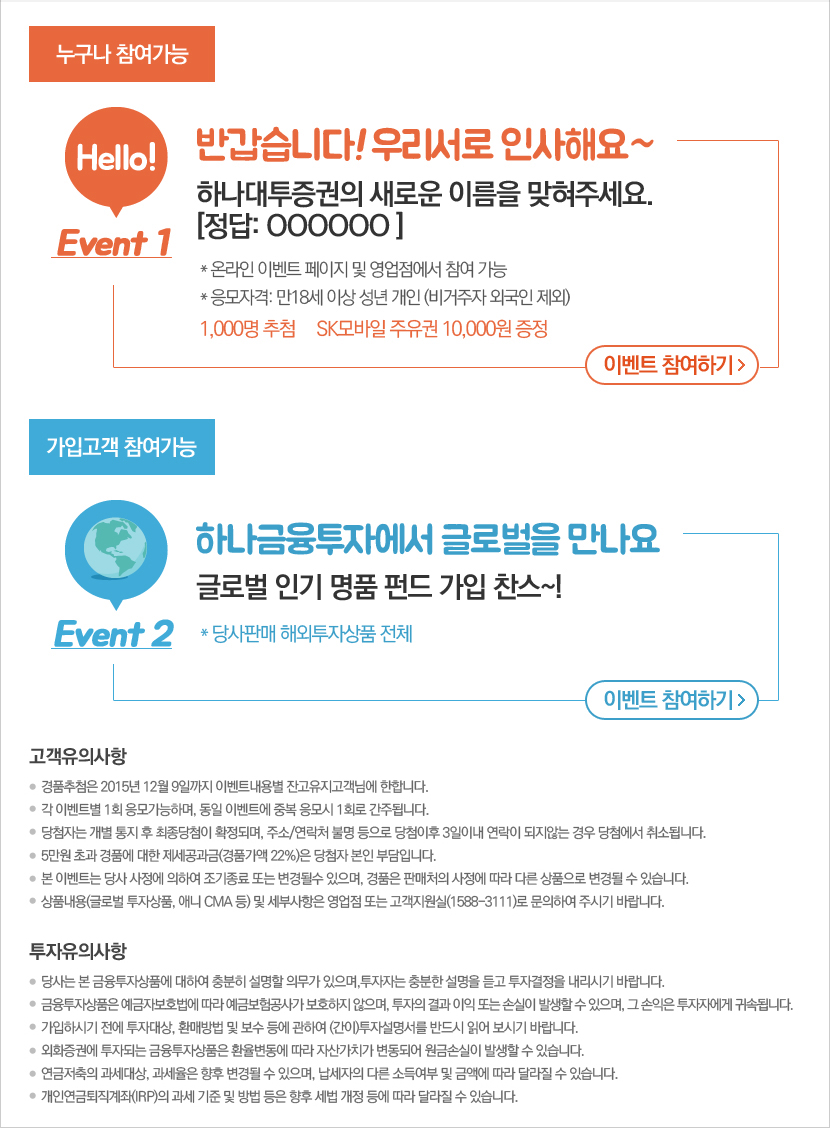 누구나 참여가능
Hello!
Event 1
반갑습니다! 우리서로 인사해요~
하나대투증권의 새로운 이름을 맞혀주세요.
[정답: OOOOOO ]
* 온라인 이벤트 페이지 및 영업점에서 참여 가능
* 응모자격: 만18세 이상 성년 개인 (비거주자 외국인 제외)
1,000명 추첨 SK모바일 주유권 10,000원 증정
이벤트 참여하기 >
가입고객 참여가능
Event 2
하나금융투자에서 글로벌을 만나요
글로벌 인기 명품 펀드 가입 찬스~!
* 당사판매 해외투자상품 전체
이벤트 참여하기 >
고객유의사항
● 경품추첨은 2015년 12월 9일까지 이벤트내용별 잔고유지고객님에 한합니다.
● 각 이벤트별 1회 응모가능하며, 동일 이벤트에 중복 응모시 1회로 간주됩니다.
● 당첨자는 개별 통지 후 최종당첨이 확정되며, 주소/연락처 불명 등으로 당첨이후 3일이내 연락이 되지않는 경우 당첨에서 취소됩니다.
● 5만원 초과 경품에 대한 제세공과금(경품가액 22%)은 당첨자 본인 부담입니다.
● 본 이벤트는 당사 사정에 의하여 조기종료 또는 변경될수 있으며, 경품은 판매처의 사정에 따라 다른 상품으로 변경될 수 있습니다.
● 상품내용(글로벌 투자상품, 애니 CMA 등) 및 세부사항은 영업점 또는 고객지원실(1588-3111)로 문의하여 주시기 바랍니다.
투자유의사항
● 당사는 본 금융투자상품에 대하여 충분히 설명할 의무가 있으며,투자자는 충분한 설명을 듣고 투자결정을 내리시기 바랍니다.
● 금융투자상품은 예금자보호법에 따라 예금보험공사가 보호하지 않으며, 투자의 결과 이익 또는 손실이 발생할 수 있으며, 그 손익은 투자자에게 귀속됩니다.
● 가입하시기 전에 투자대상, 환매방법 및 보수 등에 관하여 (간이)투자설명서를 반드시 읽어 보시기 바랍니다.
● 외화증권에 투자되는 금융투자상품은 환율변동에 따라 자산가치가 변동되어 원금손실이 발생할 수 있습니다.
● 연금저축의 과세대상, 과세율은 향후 변경될 수 있으며, 납세자의 다른 소득여부 및 금액에 따라 달라질 수 있습니다.
● 개인연금퇴직계좌(IRP)의 과세 기준 및 방법 등은 향후 세법 개정 등에 따라 달라질 수 있습니다.